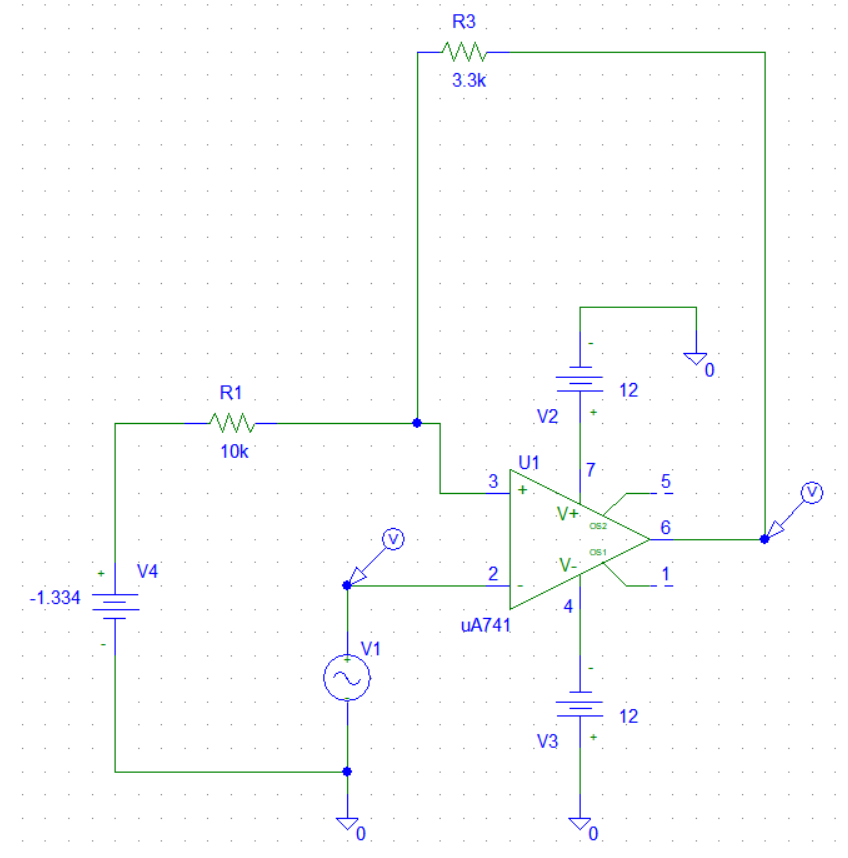 R3
3.3k
-
0
12
R1
V2
+
10k
U1
7
3
+
5
V
V+
OS2
6
V
OS1
+
V4
2
-
V-
1
-1.334
4
uA741
-
V1
+
-
-
12
V3
+
0
0